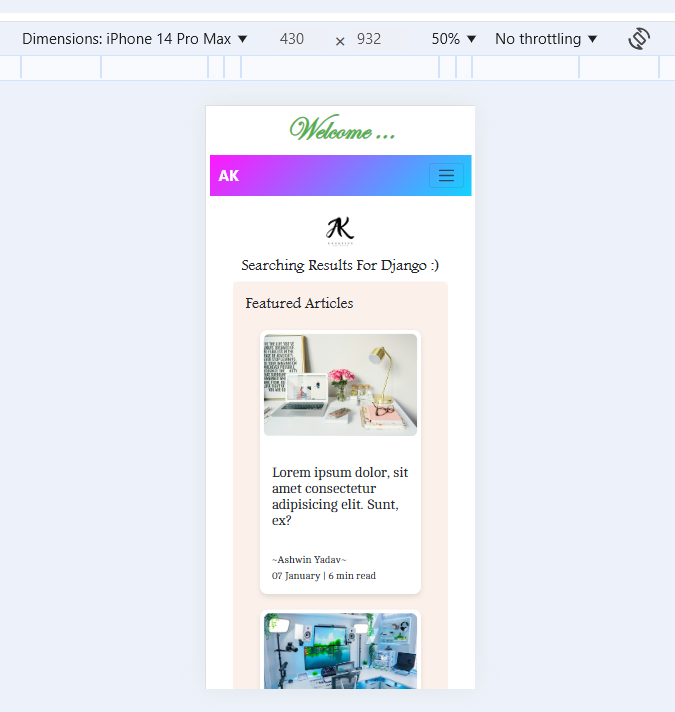 Dimensions: iPhone 14 Pro Max ▼ 430 × 932 50% ▼ No throttling ▼
Welcome ...
AK
AK
Searching Results For Django :)
Featured Articles
Lorem ipsum dolor, sit
amet consectetur
adipisicing elit. Sunt,
ex?
~Ashwin Yadav~
07 January | 6 min read